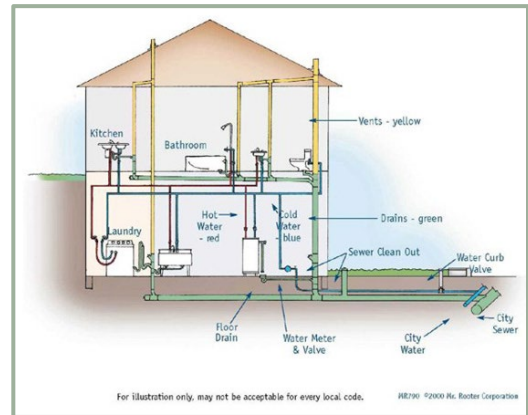 Kitchen
Bathroom
Vents - yellow
Laundry
Hot
Water
- red
Cold
Water
- blue
Drains - green
Sewer Clean Out
Water Curb
Valve
Floor
Drain
Water Meter
& Valve
City
Water
City
Sewer
For illustration only, may not be acceptable for every local code.
MR790 ©2000 Mr. Rooter Corporation